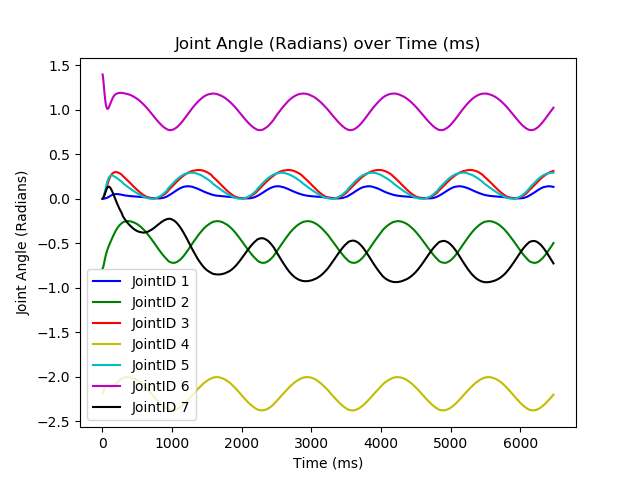 Joint Angle (Radians) over Time (ms)
1.5
1.0
0.5
0.0
−0.5
−1.0
−1.5
−2.0
−2.5
Joint Angle (Radians)
JointID 1
JointID 2
JointID 3
JointID 4
JointID 5
JointID 6
JointID 7
0 1000 2000 3000 4000 5000 6000
Time (ms)